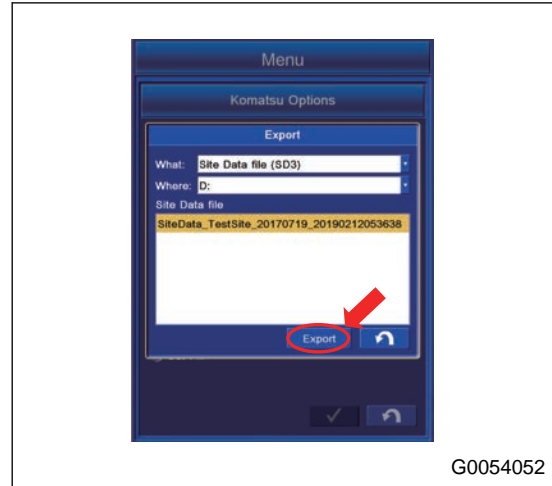 Menu
Komatsu Options
Export
What: Site Data file (SD3)
Where: D:
Site Data file
SiteData_TestSite_20170719_20190212053638
Export
G0054052